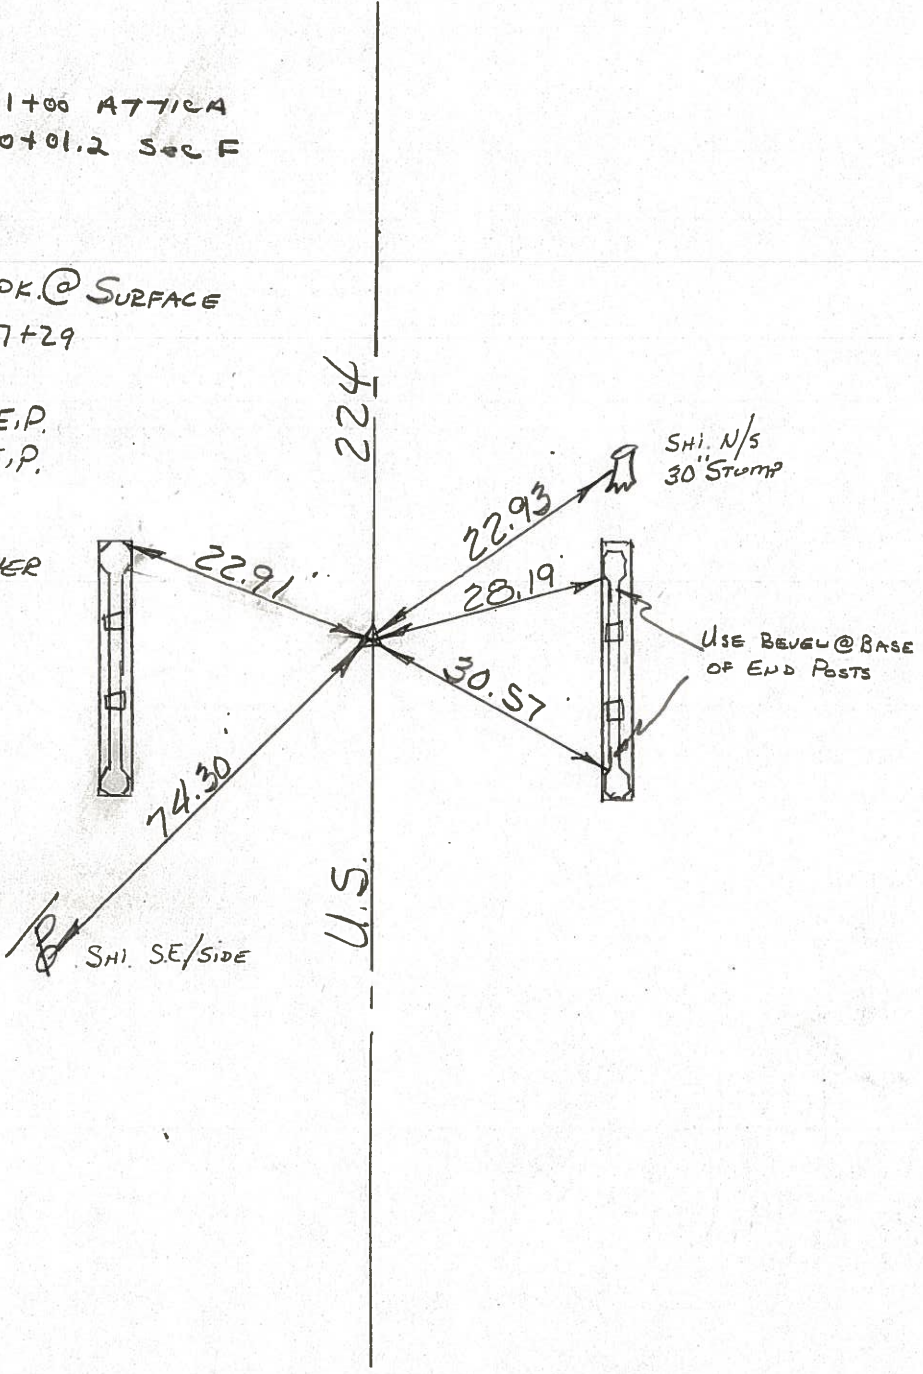 1+00 ATTICA
0+01.2 Sec F
OK. @ SURFACE
7+29
E.P.
E.P.
ER
224
SHI. N/S
30" STUMP
22.93'
22.91'
28.19'
USE BEVEL @ BASE
OF END POSTS
30.57'
74.30'
U.S.
SHI. S.E/SIDE